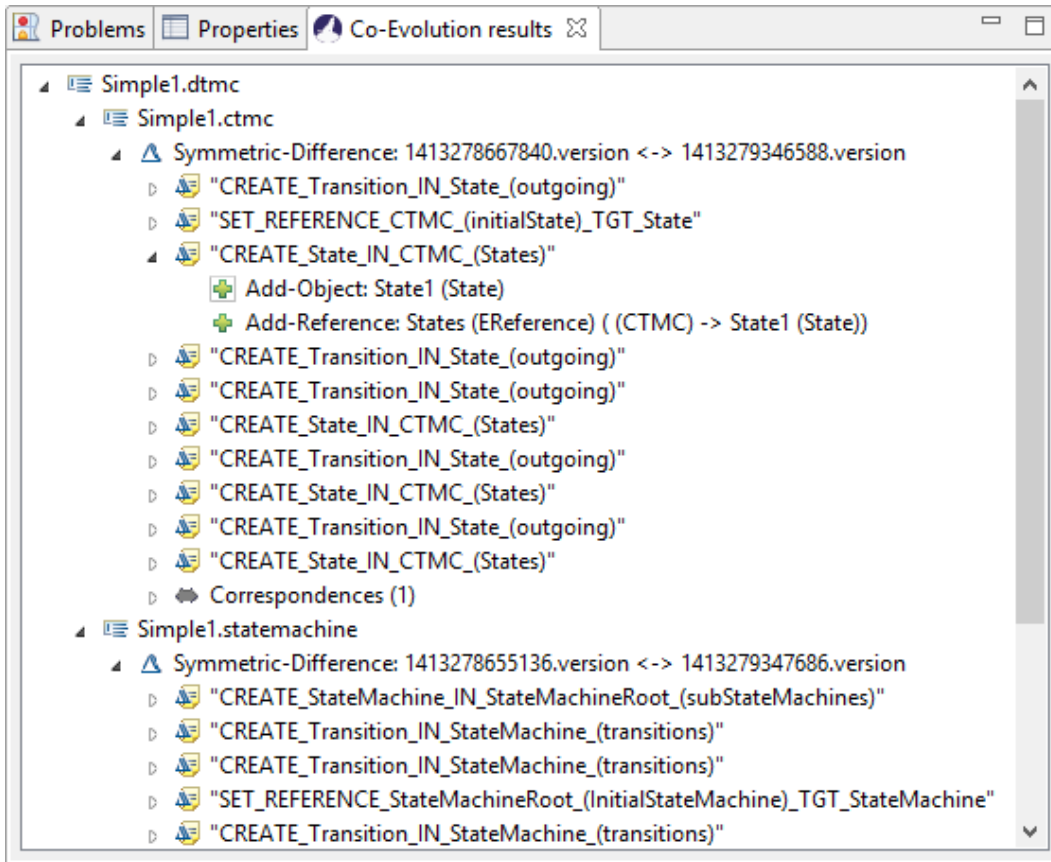 Problems Properties Co-Evolution results
Simple1.dtmc
Simple1.ctmc
Symmetric-Difference: 1413278667840.version <-> 1413279346588.version
"CREATE_Transition_IN_State_(outgoing)"
"SET_REFERENCE_CTMC_(initialState)_TGT_State"
"CREATE_State_IN_CTMC_(States)"
Add-Object: State1 (State)
Add-Reference: States (EReference) ( (CTMC) -> State1 (State))
"CREATE_Transition_IN_State_(outgoing)"
"CREATE_Transition_IN_State_(outgoing)"
"CREATE_State_IN_CTMC_(States)"
"CREATE_Transition_IN_State_(outgoing)"
"CREATE_State_IN_CTMC_(States)"
"CREATE_Transition_IN_State_(outgoing)"
"CREATE_State_IN_CTMC_(States)"
Correspondences (1)
Simple1.statemachine
Symmetric-Difference: 1413278655136.version <-> 1413279347686.version
"CREATE_StateMachine_IN_StateMachineRoot_(subStateMachines)"
"CREATE_Transition_IN_StateMachine_(transitions)"
"CREATE_Transition_IN_StateMachine_(transitions)"
"SET_REFERENCE_StateMachineRoot_(InitialStateMachine)_TGT_StateMachine"
"CREATE_Transition_IN_StateMachine_(transitions)"